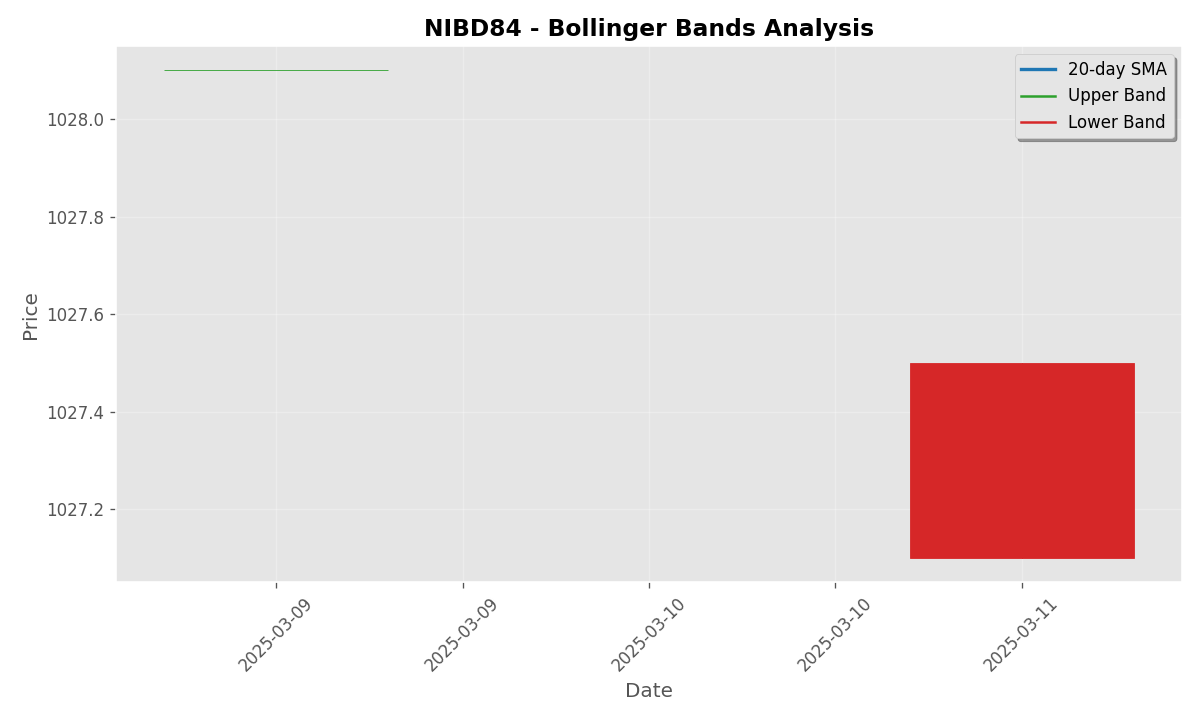 NIBD84 - Bollinger Bands Analysis
20-day SMA
Upper Band
Lower Band
1028.0
1027.8
1027.6
1027.4
1027.2
Price
2025-03-09
2025-03-09
2025-03-10
2025-03-10
2025-03-11
Date